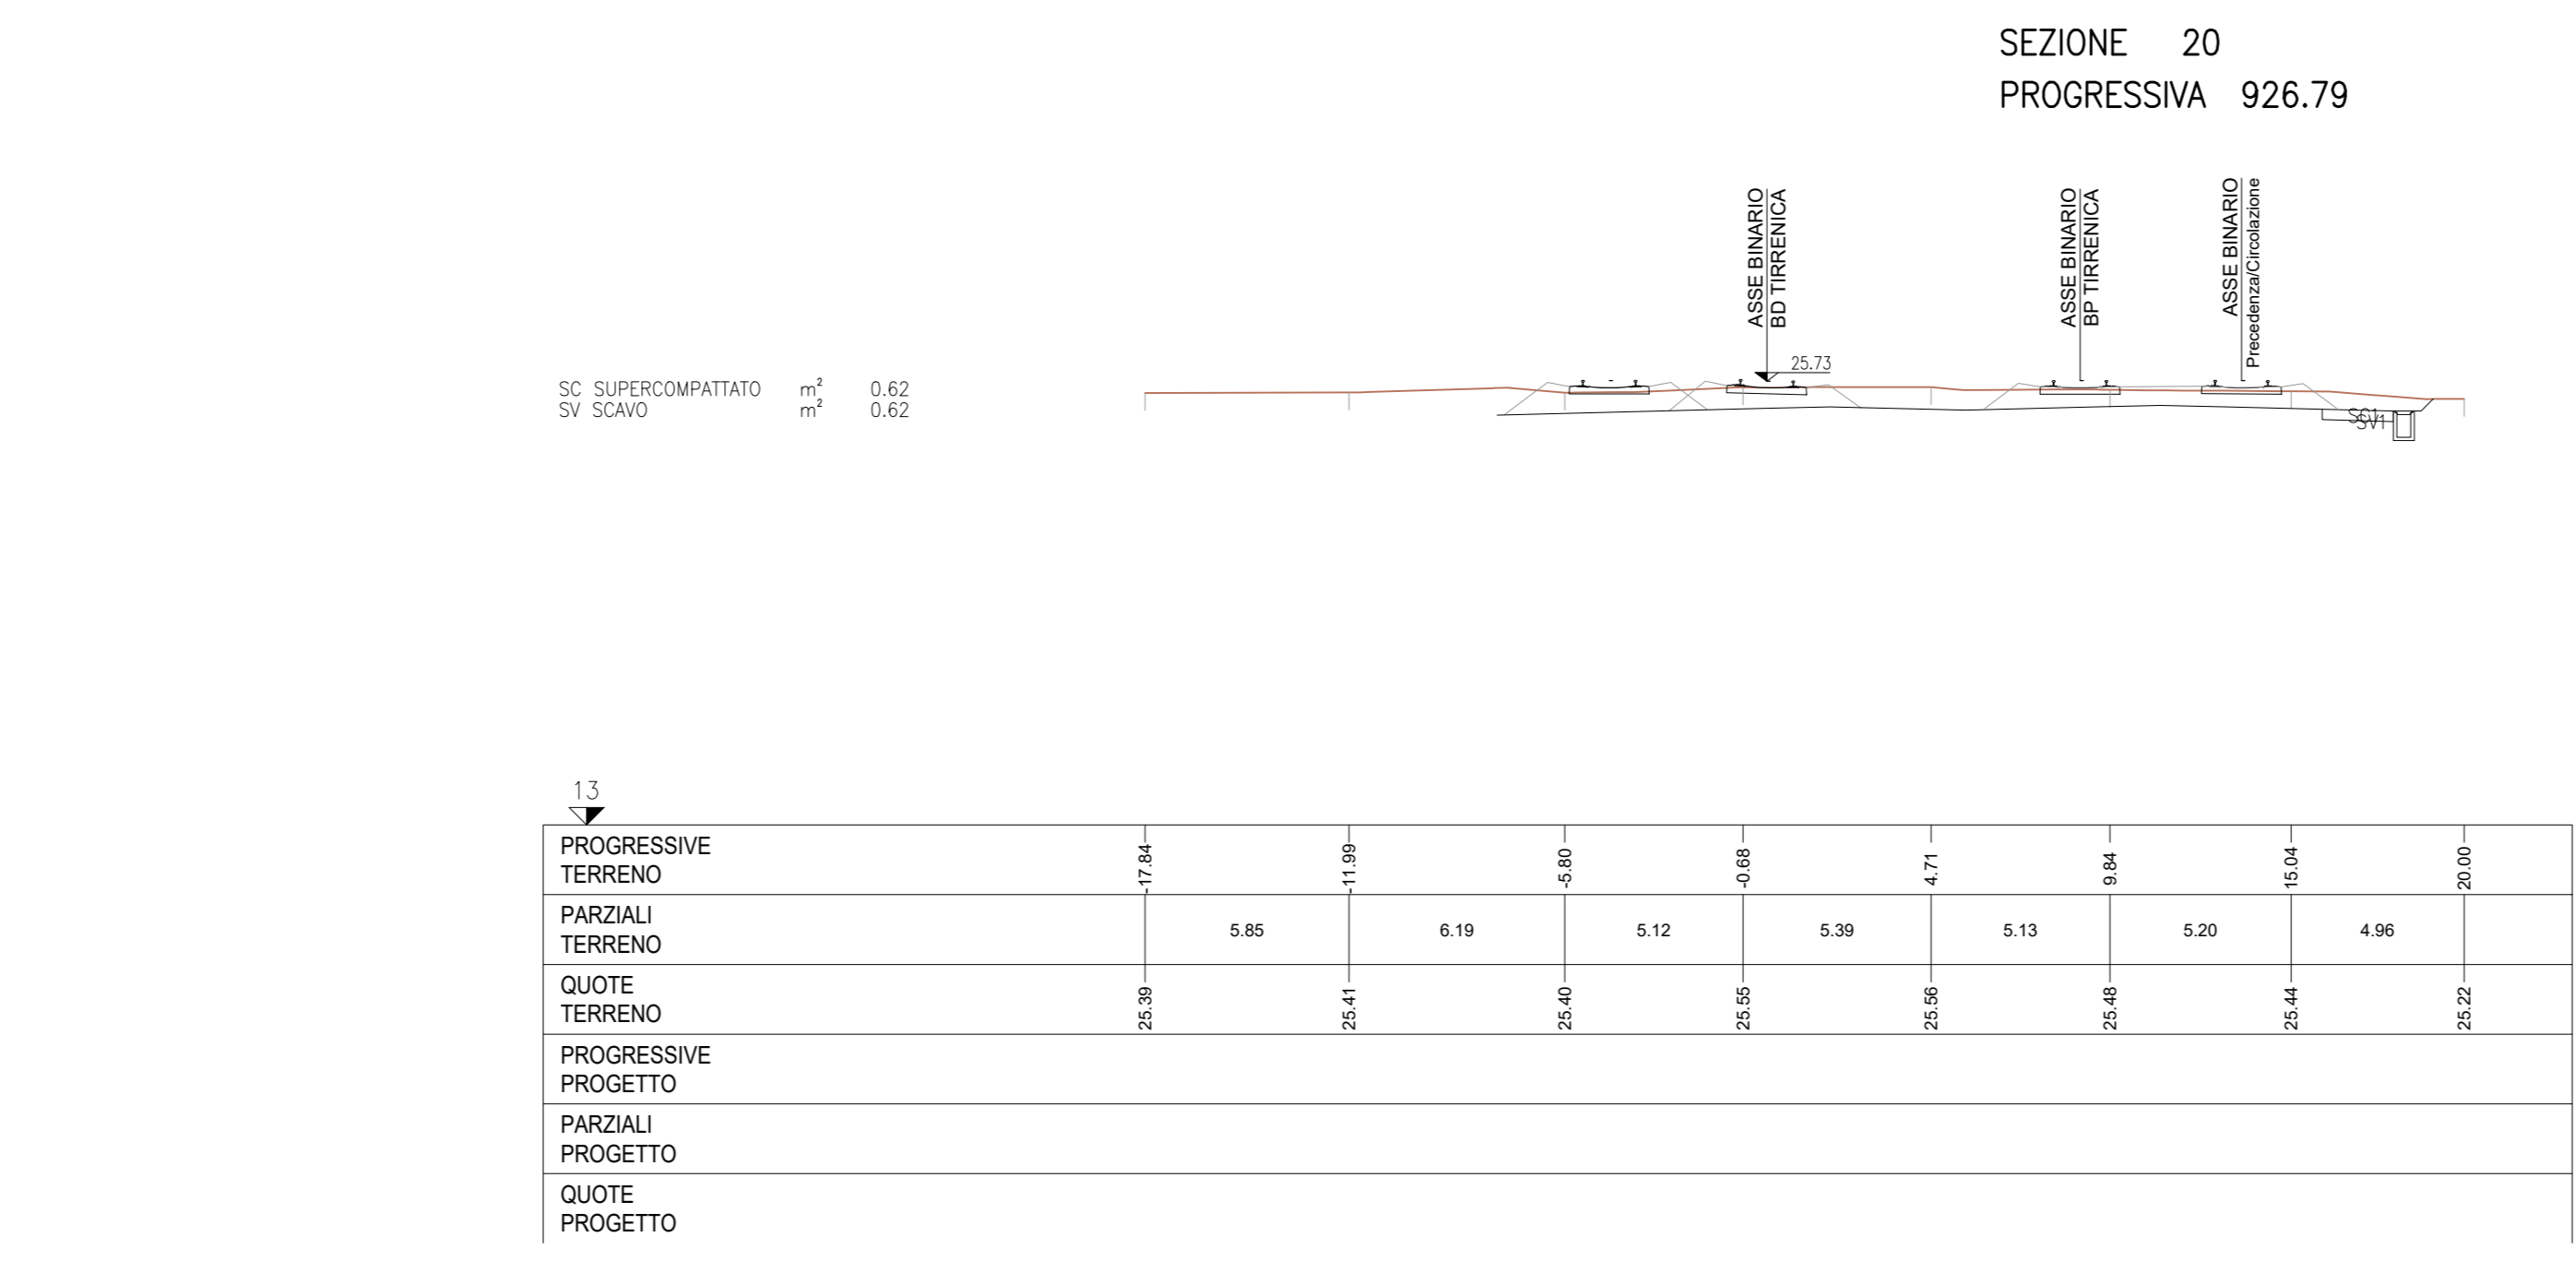 SEZIONE 20
PROGRESSIVA 926.79
ASSE BINARIO
BD TIRRENICA
ASSE BINARIO
BP TIRRENICA
ASSE BINARIO
Precedenza/Circolazione
25.73
SC SUPERCOMPATTATO m² 0.62
SV SCAVO m² 0.62
SC1
SV1
13
PROGRESSIVE
TERRENO
-17.84 -11.99 -5.80 -0.68 4.71 9.84 15.04 20.00
PARZIALI
TERRENO
5.85 6.19 5.12 5.39 5.13 5.20 4.96
QUOTE
TERRENO
25.39 25.41 25.40 25.55 25.56 25.48 25.44 25.22
PROGRESSIVE
PROGETTO
PARZIALI
PROGETTO
QUOTE
PROGETTO